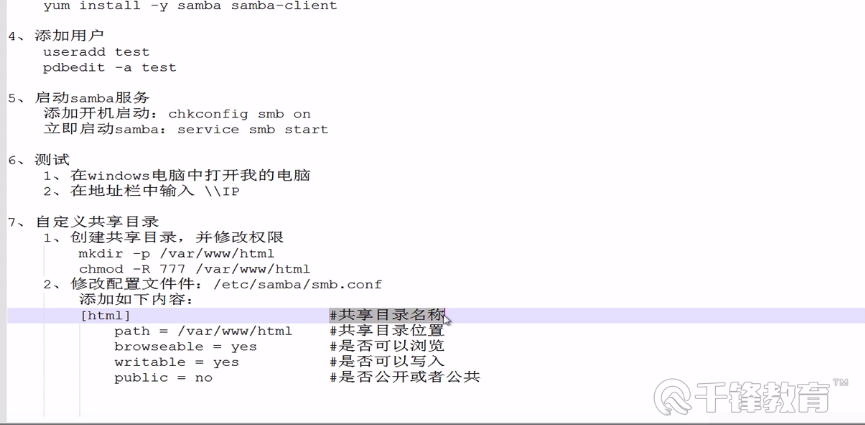 yum install -y samba samba-client
4、添加用户
useradd test
pdbedit -a test
5、启动samba服务
添加开机启动：chkconfig smb on
立即启动samba：service smb start
6、测试
1、在windows电脑中打开我的电脑
2、在地址栏中输入 \\IP
7、自定义共享目录
1、创建共享目录，并修改权限
mkdir -p /var/www/html
chmod -R 777 /var/www/html
2、修改配置文件件：/etc/samba/smb.conf
添加如下内容：
[html] #共享目录名称
path = /var/www/html #共享目录位置
browseable = yes #是否可以浏览
writable = yes #是否可以写入
public = no #是否公开或者公共
千锋教育™